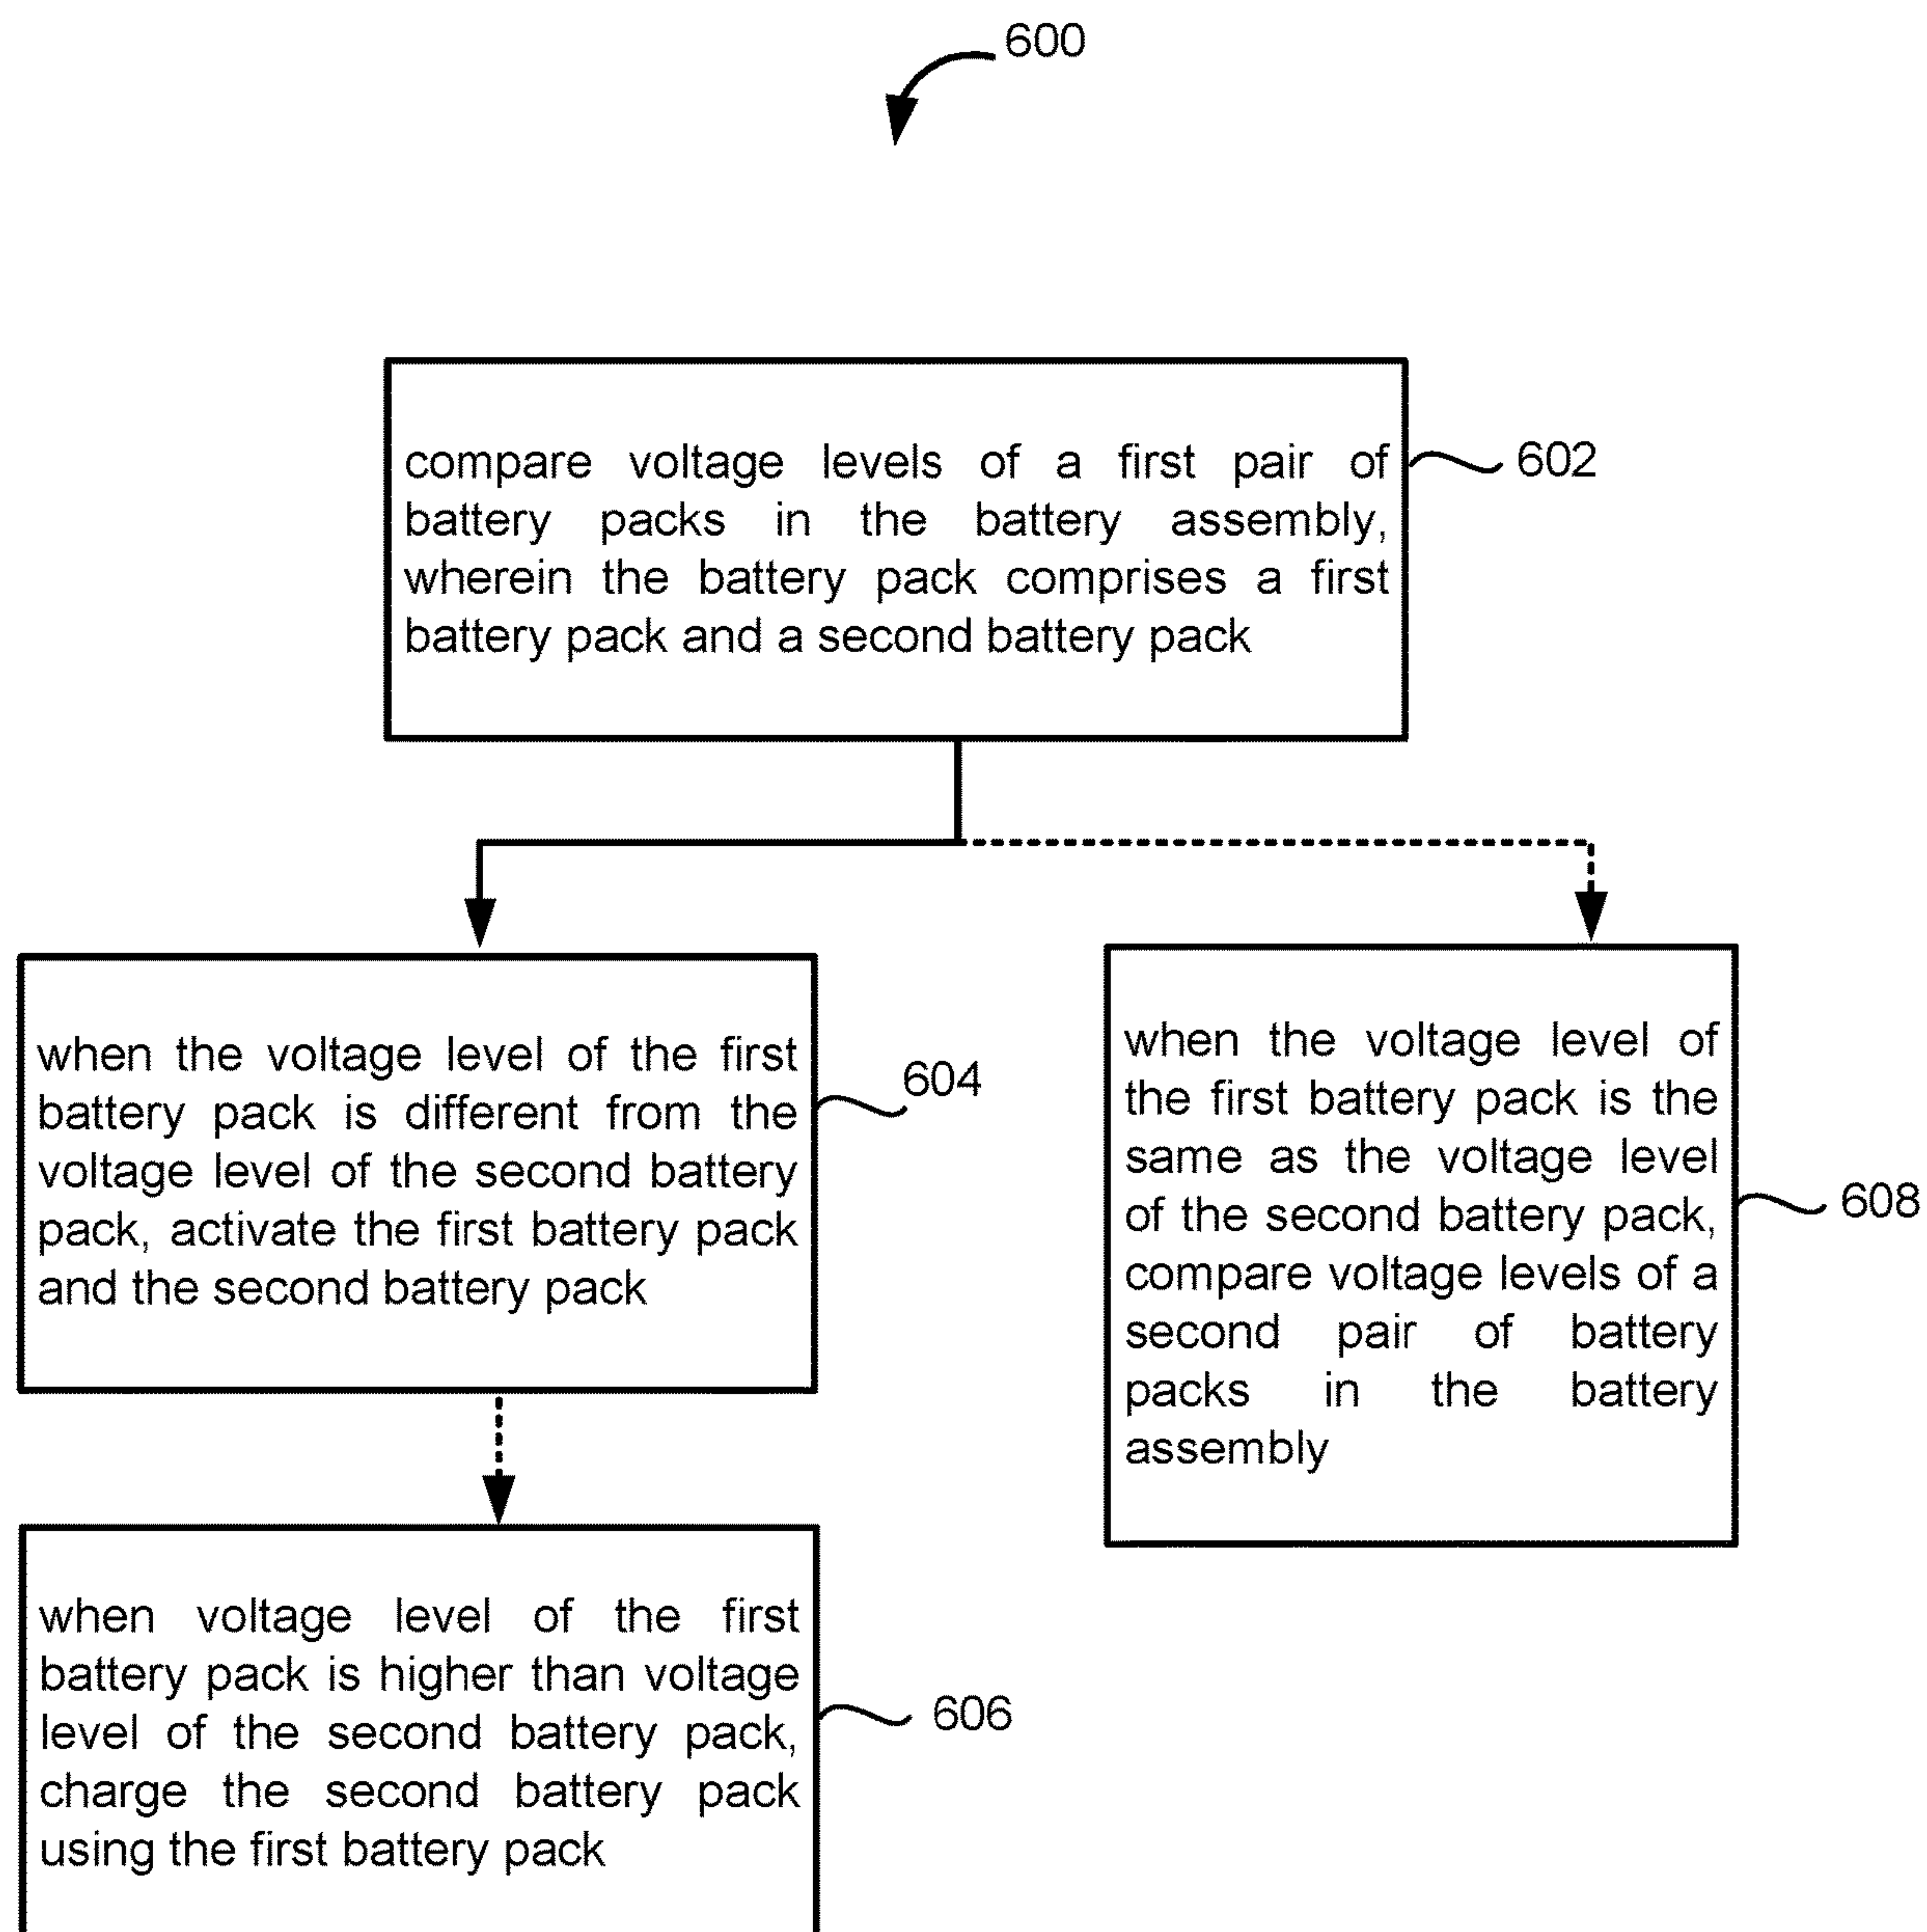 600
compare voltage levels of a first pair of
battery packs in the battery assembly,
wherein the battery pack comprises a first
battery pack and a second battery pack
602
when the voltage level of the first
battery pack is different from the
voltage level of the second battery
pack, activate the first battery pack
and the second battery pack
604
when the voltage level of
the first battery pack is the
same as the voltage level
of the second battery pack,
compare voltage levels of a
second pair of battery
packs in the battery
assembly
608
when voltage level of the first
battery pack is higher than voltage
level of the second battery pack,
charge the second battery pack
using the first battery pack
606